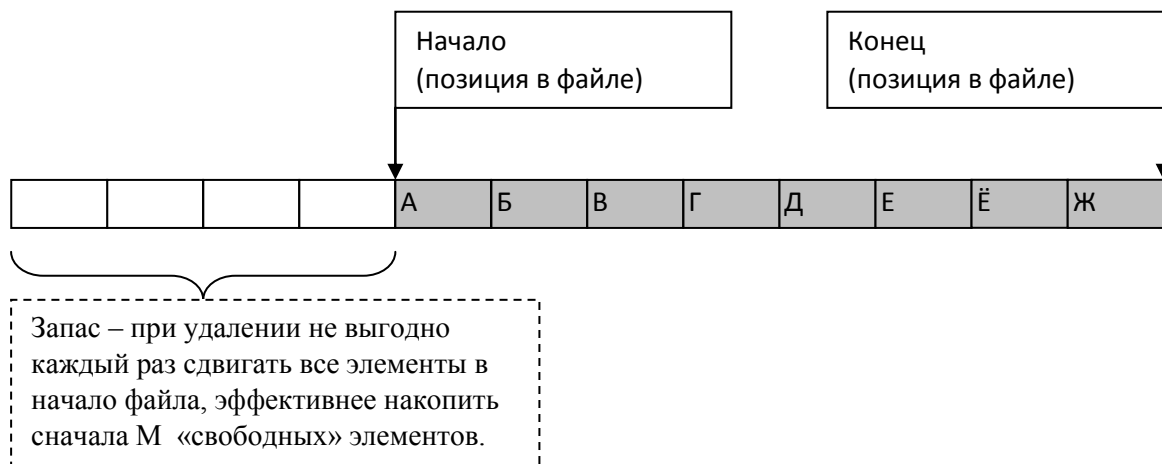 Начало
(позиция в файле)
Конец
(позиция в файле)
А Б В Г Д Е Ё Ж
Запас – при удалении не выгодно
каждый раз сдвигать все элементы в
начало файла, эффективнее накопить
сначала М «свободных» элементов.